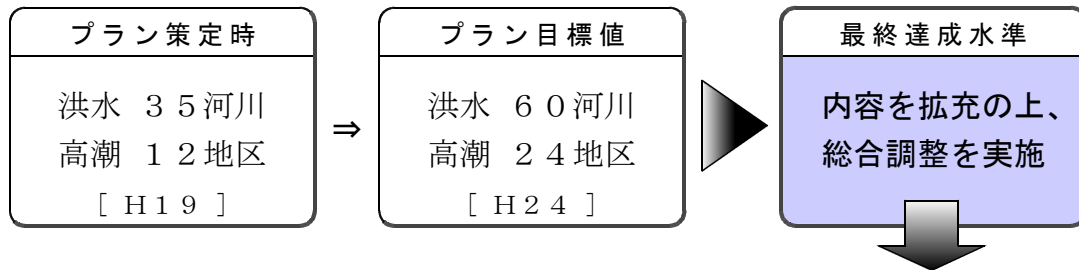 プラン策定時
洪水 35河川
高潮 12地区
[ H19 ]
⇒
プラン目標値
洪水 60河川
高潮 24地区
[ H24 ]
最終達成水準
内容を拡充の上、
総合調整を実施